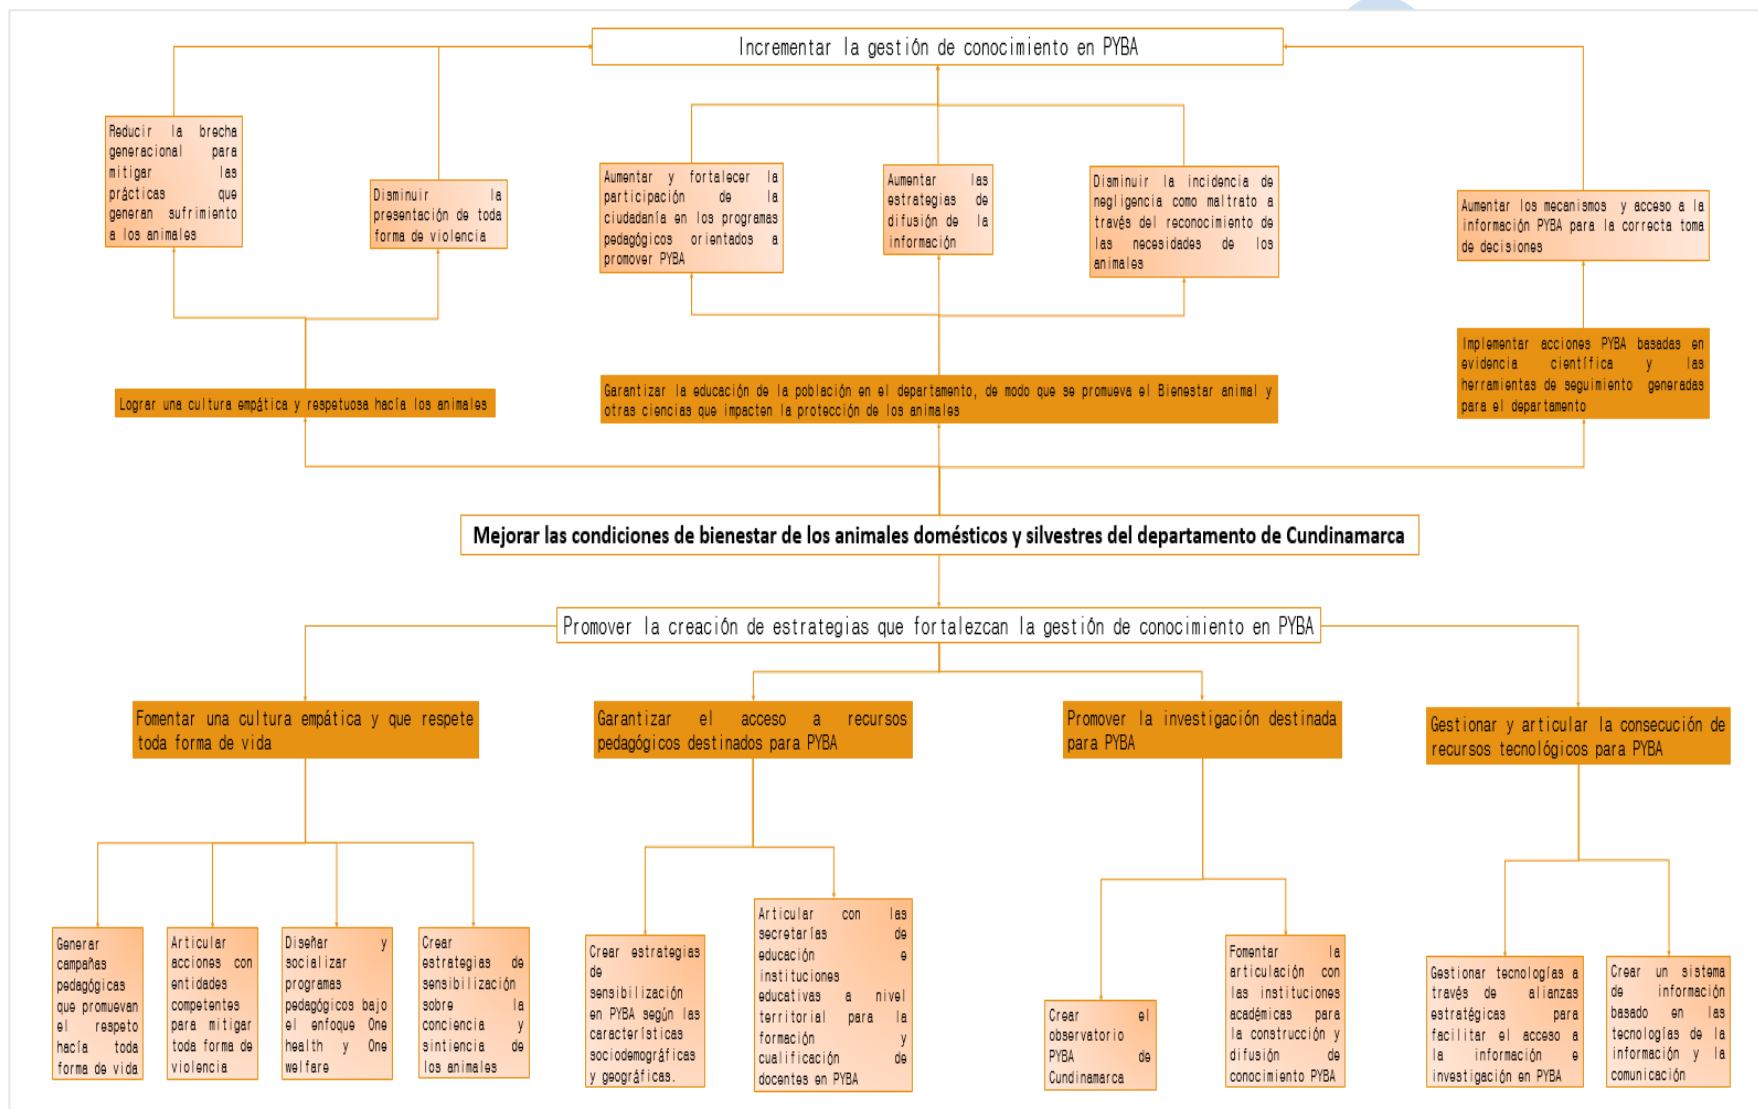 Incrementar la gestión de conocimiento en PYBA
Reducir la brecha
generacional para
mitigar las
prácticas que
generan sufrimiento
a los animales
Disminuir la
presentación de toda
forma de violencia
Aumentar y fortalecer la
participación de la
ciudadanía en los programas
pedagógicos orientados a
promover PYBA
Aumentar las
estrategias de
difusión de la
información
Disminuir la incidencia de
negligencia como maltrato a
través del reconocimiento de
las necesidades de los
animales
Aumentar los mecanismos y acceso a la
información PYBA para la correcta toma
de decisiones
Lograr una cultura empática y respetuosa hacía los animales
Garantizar la educación de la población en el departamento, de modo que se promueva el Bienestar animal y
otras ciencias que impacten la protección de los animales
Implementar acciones PYBA basadas en
evidencia científica y las
herramientas de seguimiento generadas
para el departamento
Mejorar las condiciones de bienestar de los animales domésticos y silvestres del departamento de Cundinamarca
Promover la creación de estrategias que fortalezcan la gestión de conocimiento en PYBA
Fomentar una cultura empática y que respete
toda forma de vida
Garantizar el acceso a recursos
pedagógicos destinados para PYBA
Promover la investigación destinada
para PYBA
Gestionar y articular la consecución de
recursos tecnológicos para PYBA
Generar
campañas
pedagógicas
que promuevan
el respeto
hacía toda
forma de vida
Articular
acciones con
entidades
competentes
para mitigar
toda forma de
violencia
Diseñar y
socializar
programas
pedagógicos bajo
el enfoque One
health y One
welfare
Crear
estrategias de
sensibilización
sobre la
conciencia y
sintiencia de
los animales
Crear estrategias
de
sensibilización
en PYBA según las
características
sociodemográficas
y geográficas.
Articular con las
secretarías de
educación e
instituciones
educativas a nivel
territorial para la
formación y
cualificación de
docentes en PYBA
Crear el
observatorio
PYBA de
Cundinamarca
Fomentar la
articulación con
las instituciones
académicas para
la construcción y
difusión de
conocimiento PYBA
Gestionar tecnologías a
través de alianzas
estratégicas para
facilitar el acceso a
la información e
investigación en PYBA
Crear un sistema
de información
basado en las
tecnologías de la
información y la
comunicación